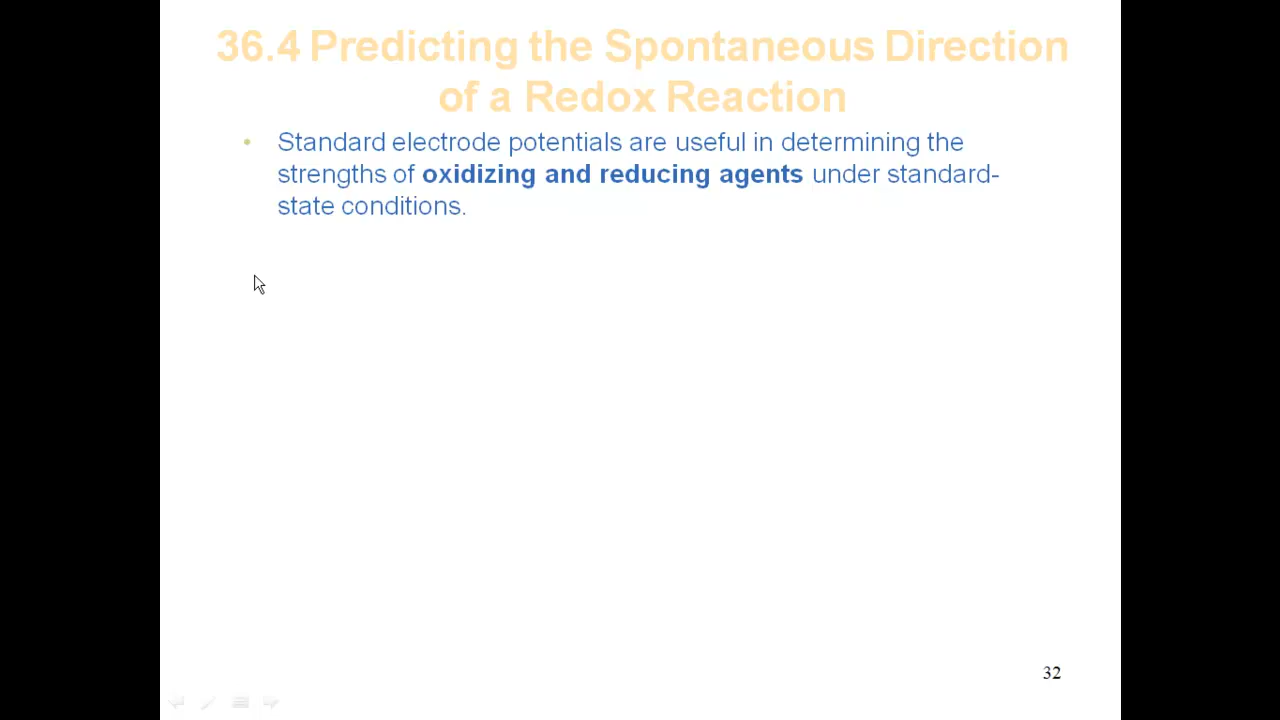 36.4 Predicting the Spontaneous Direction
of a Redox Reaction
• Standard electrode potentials are useful in determining the
strengths of oxidizing and reducing agents under standard-
state conditions.
32